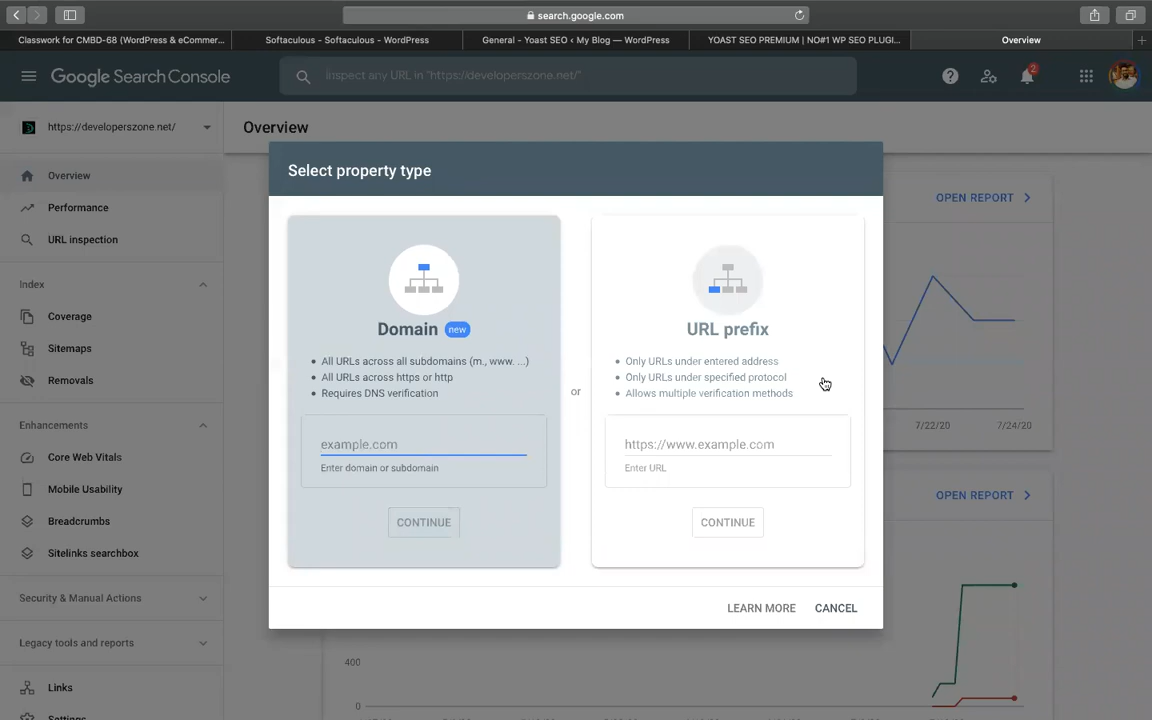 search.google.com
Classwork for CMBD-68 (WordPress & eCommer...
Softaculous - Softaculous - WordPress
General - Yoast SEO ‹ My Blog — WordPress
YOAST SEO PREMIUM | NO#1 WP SEO PLUGI...
Overview
Google Search Console
Inspect any URL in "https://developerszone.net/"
2
https://developerszone.net/
Overview
Overview
Performance
URL inspection
Index
Coverage
Sitemaps
Removals
Enhancements
Core Web Vitals
Mobile Usability
Breadcrumbs
Sitelinks searchbox
Security & Manual Actions
Legacy tools and reports
Links
Settings
Select property type
Domain new
• All URLs across all subdomains (m., www. ...)
• All URLs across https or http
• Requires DNS verification
example.com
Enter domain or subdomain
CONTINUE
or
URL prefix
• Only URLs under entered address
• Only URLs under specified protocol
• Allows multiple verification methods
https://www.example.com
Enter URL
CONTINUE
LEARN MORE
CANCEL
OPEN REPORT
7/22/20
7/24/20
OPEN REPORT
400
0